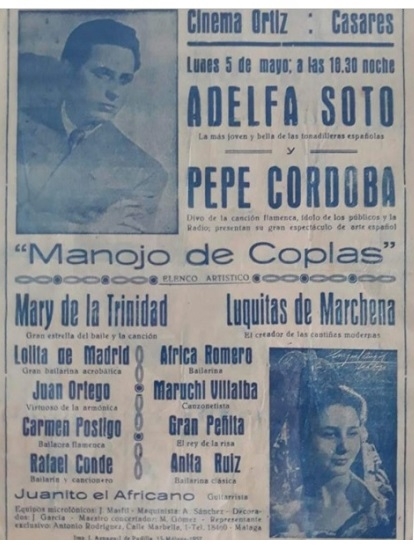 Cinema Ortiz : Casares
Lunes 5 de mayo; a las 10.30 noche
ADELFA SOTO
La más joven y bella de las tonadilleras españolas
y
PEPE CORDOBA
Divo de la canción flamenca, ídolo de los públicos y la
Radio; presentan su gran espectáculo de arte español
"Manojo de Coplas"
ELENCO ARTISTICO
Mary de la Trinidad
Gran estrella del baile y la canción
Luquitas de Marchena
El creador de las cantiñas modernas
Lolita de Madrid
Gran bailarina acrobática
Africa Romero
Bailarina
Juan Ortego
Virtuoso de la armónica
Maruchi Villalba
Canzonetista
Carmen Postigo
Bailaora flamenca
Gran Peñita
El rey de la risa
Rafael Conde
Bailarín y cancionero
Anita Ruiz
Bailarina clásica
Juanito el Africano Guitarrista
Equipos microfónicos: J. Marfil - Maquinista: A. Sánchez - Décora-
dos: J. García - Maestro concertador: M. Gómez - Representante
exclusivo: Antonio Rodríguez, Calle Marbella, 1-Tel. 18400 - Málaga